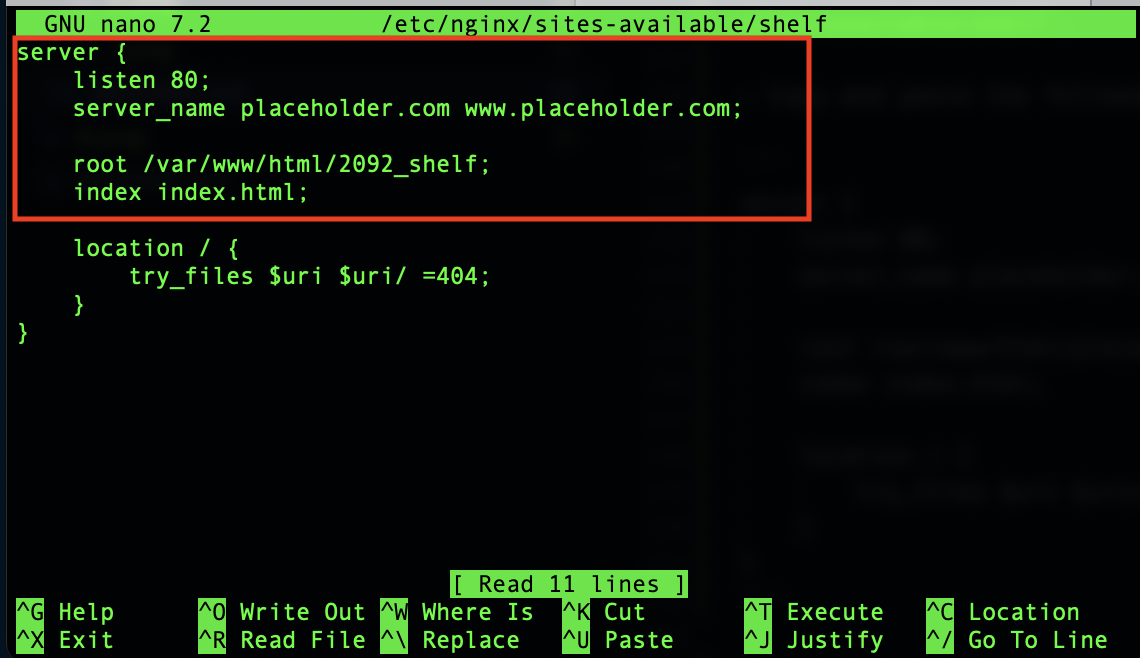 GNU nano 7.2 /etc/nginx/sites-available/shelf
server {
listen 80;
server_name placeholder.com www.placeholder.com;
root /var/www/html/2092_shelf;
index index.html;
location / {
try_files $uri $uri/ =404;
}
}
[ Read 11 lines ]
^G Help ^O Write Out ^W Where Is ^K Cut ^T Execute ^C Location
^X Exit ^R Read File ^\ Replace ^U Paste ^J Justify ^/ Go To Line